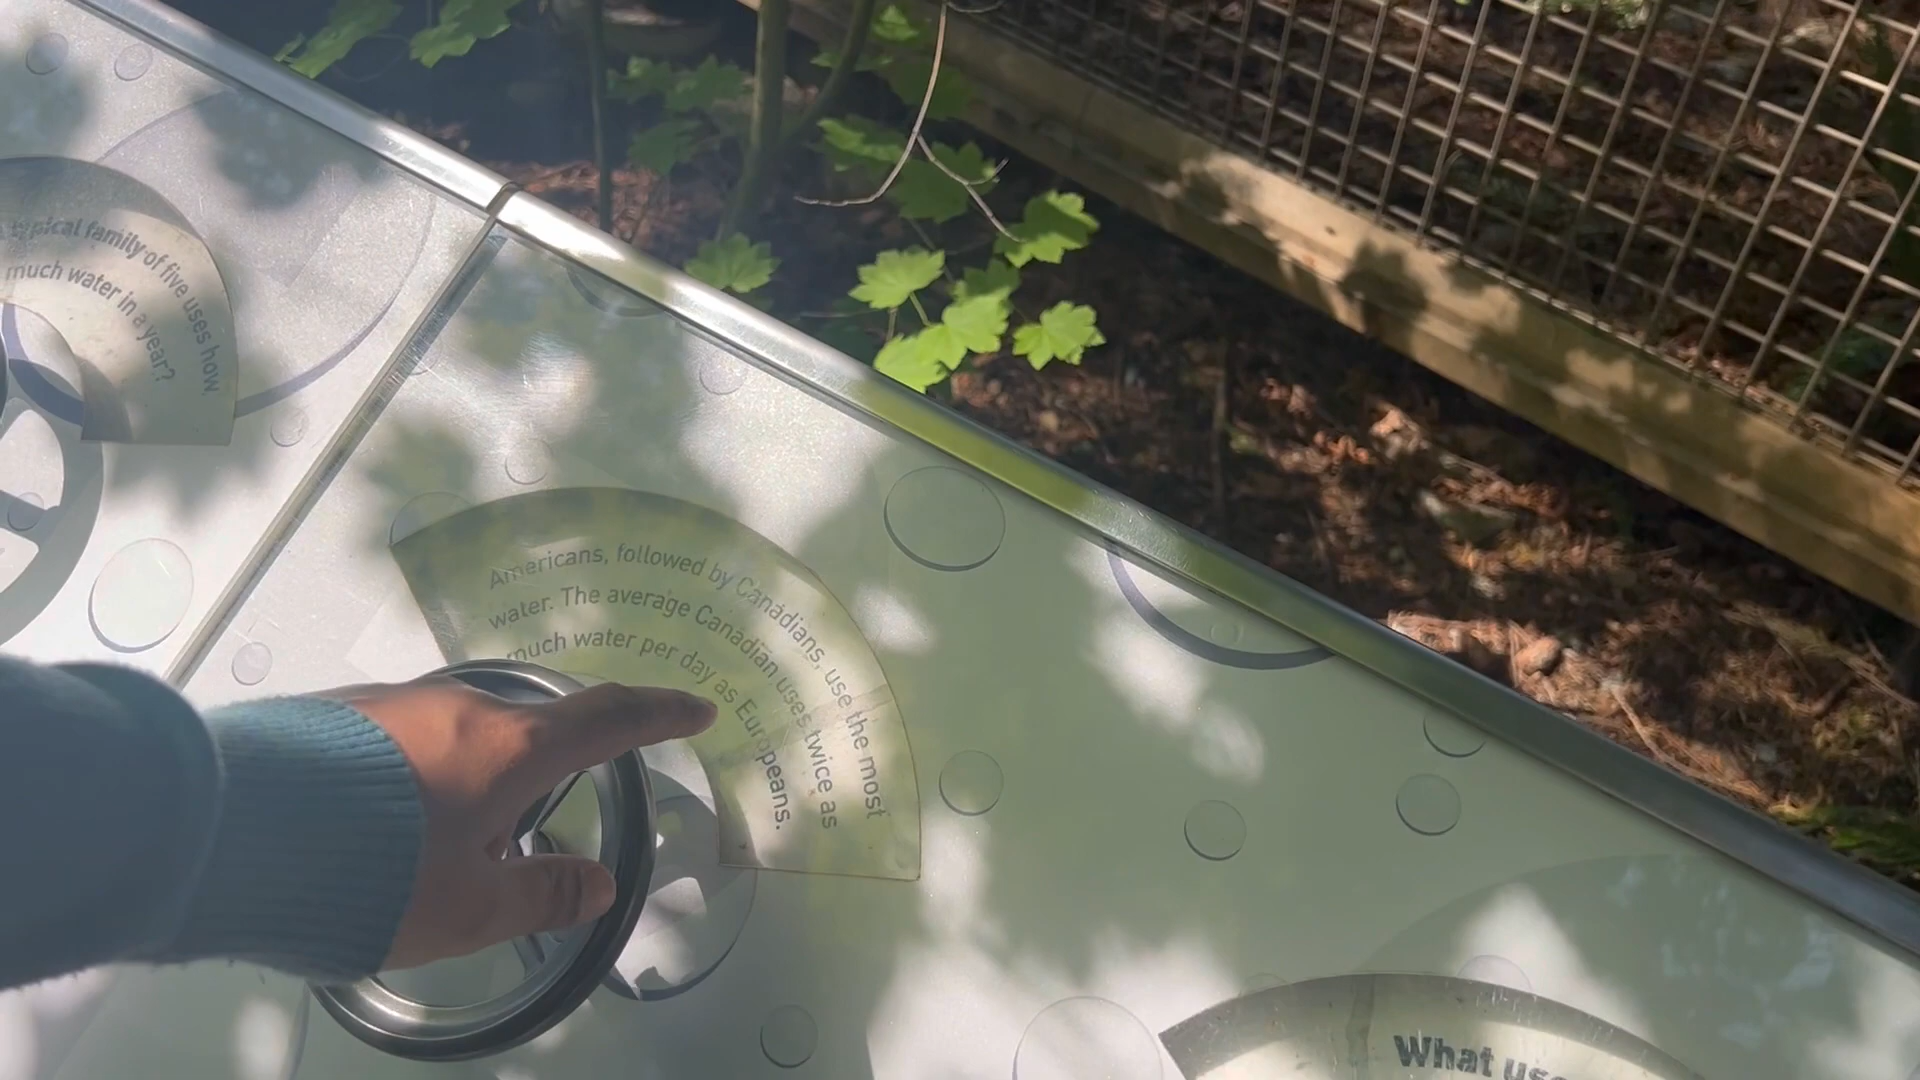 typical family of five uses how
much water in a year?
Americans, followed by Canadians, use the most
water. The average Canadian uses twice as
much water per day as Europeans.
What